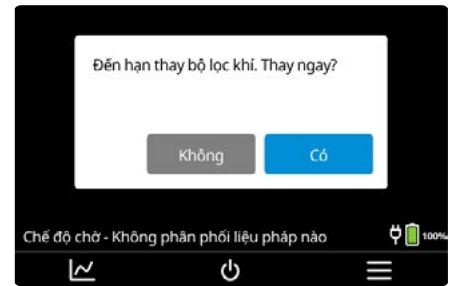 Đến hạn thay bộ lọc khí. Thay ngay?
Không
Có
Chế độ chờ - Không phân phối liệu pháp nào
100%